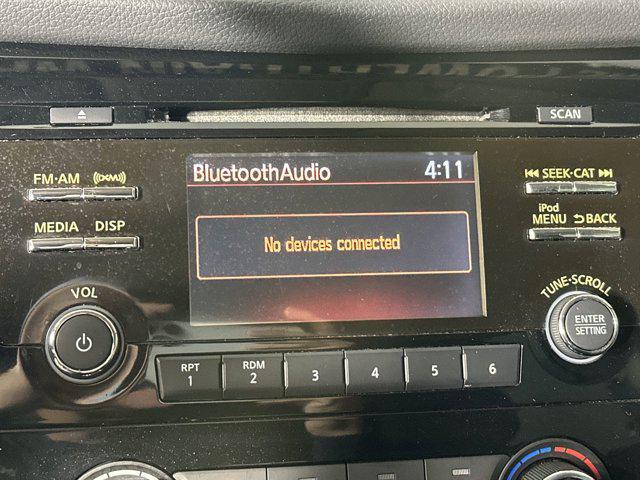 SCAN
FM·AM ((XM))
BluetoothAudio 4:11
SEEK·CAT
MEDIA DISP
iPod
MENU BACK
No devices connected
VOL
TUNE·SCROLL
ENTER
SETTING
RPT
1
RDM
2
3
4
5
6